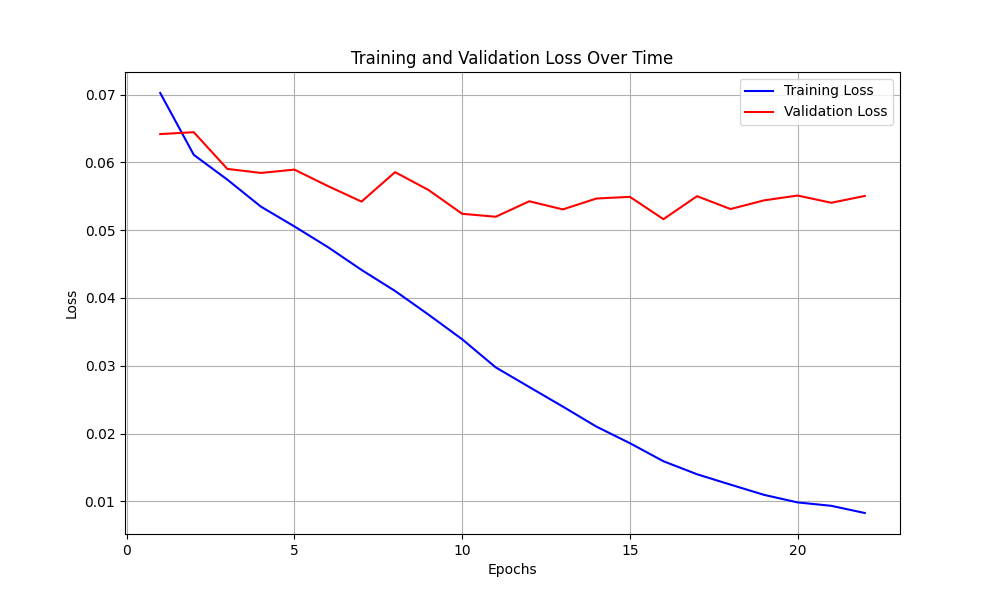 Training and Validation Loss Over Time
Training Loss
Validation Loss
0.07
0.06
0.05
0.04
0.03
0.02
0.01
Loss
0 5 10 15 20
Epochs